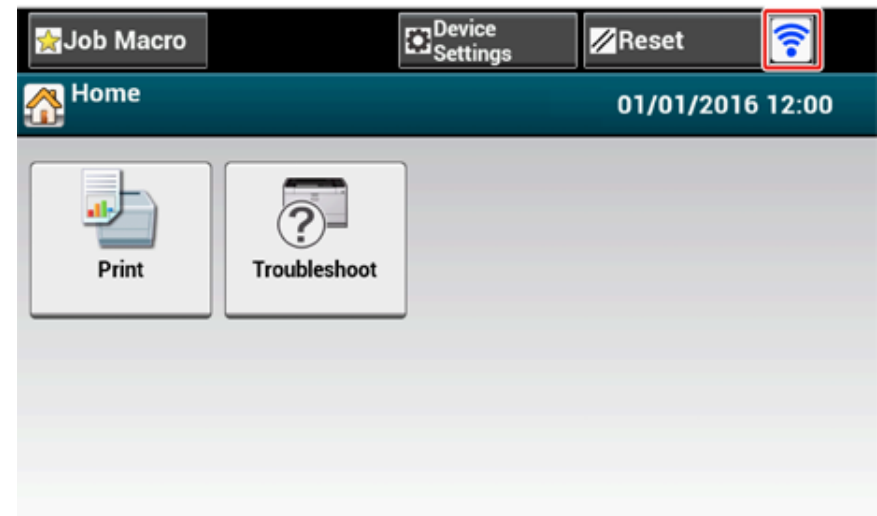 Job Macro
Device
Settings
Reset
Home
01/01/2016 12:00
Print
Troubleshoot